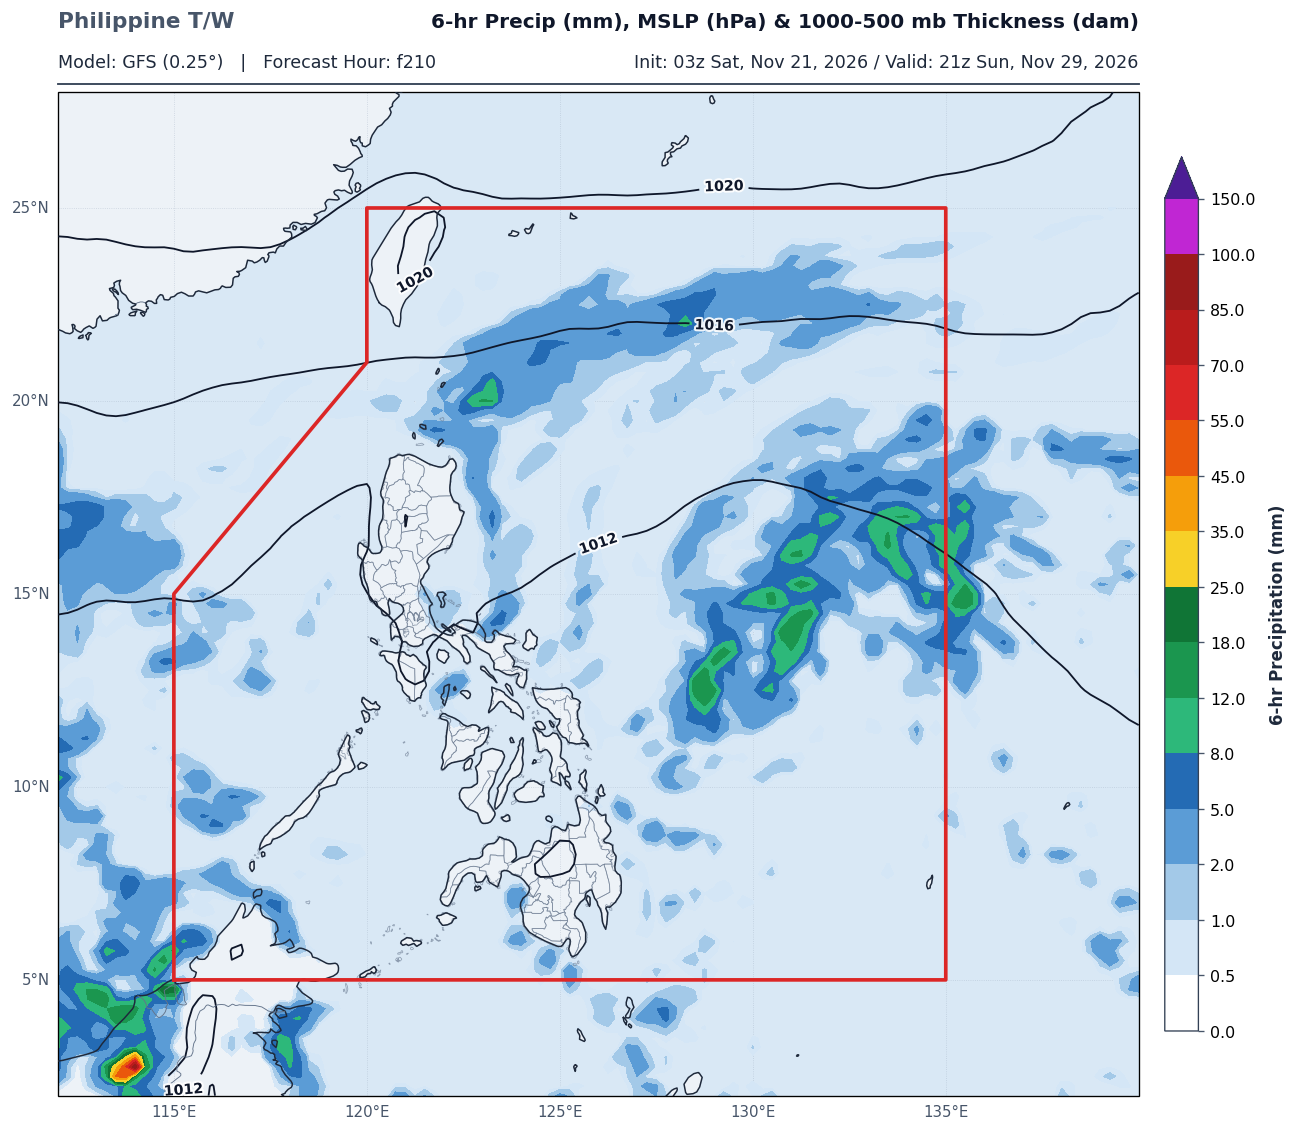 Philippine T/W
6-hr Precip (mm), MSLP (hPa) & 1000-500 mb Thickness (dam)
Model: GFS (0.25°) | Forecast Hour: f210
Init: 03z Sat, Nov 21, 2026 / Valid: 21z Sun, Nov 29, 2026
1020
1020
1016
1012
1012
25°N
20°N
15°N
10°N
5°N
115°E
120°E
125°E
130°E
135°E
150.0
100.0
85.0
70.0
55.0
45.0
35.0
25.0
18.0
12.0
8.0
5.0
2.0
1.0
0.5
0.0
6-hr Precipitation (mm)